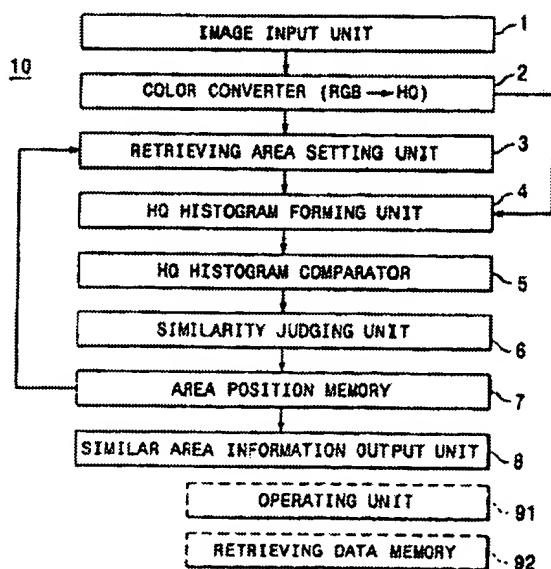 1
IMAGE INPUT UNIT
10
2
COLOR CONVERTER (RGB → HQ)
RETRIEVING AREA SETTING UNIT
3
4
HQ HISTOGRAM FORMING UNIT
HQ HISTOGRAM COMPARATOR
5
SIMILARITY JUDGING UNIT
6
AREA POSITION MEMORY
7
SIMILAR AREA INFORMATION OUTPUT UNIT
8
OPERATING UNIT
91
RETRIEVING DATA MEMORY
92